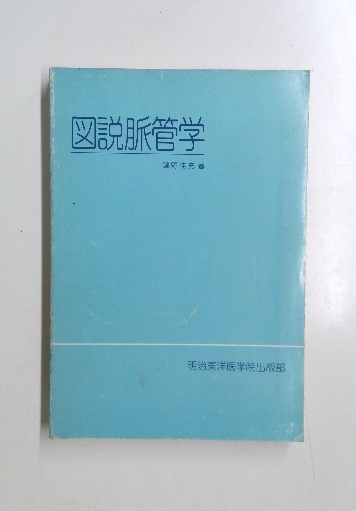 図説脈管学
著
明治東洋医学院出版部